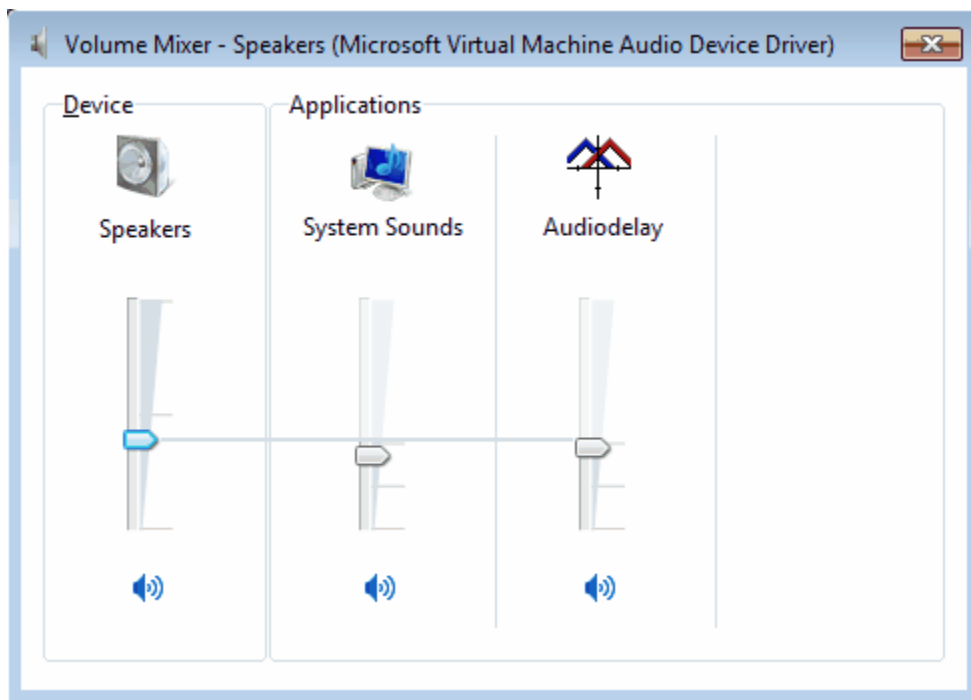 Volume Mixer - Speakers (Microsoft Virtual Machine Audio Device Driver)
Device
Applications
Speakers
System Sounds
Audiodelay